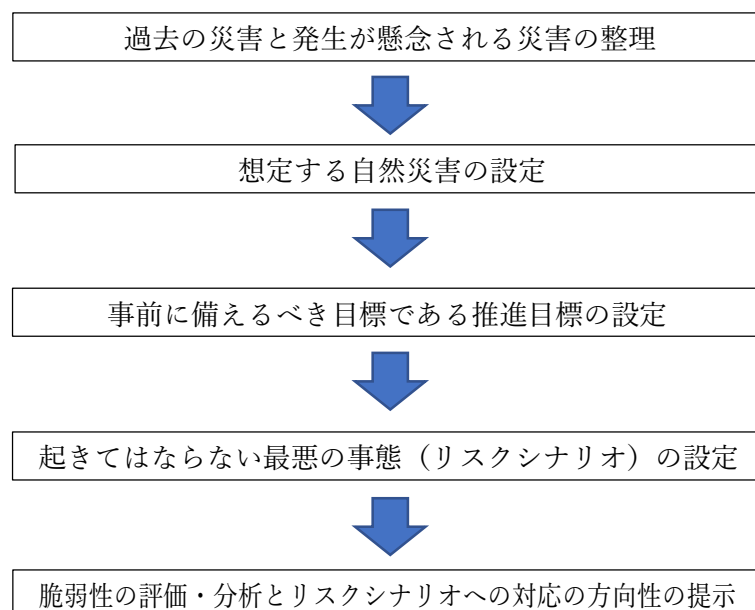 過去の災害と発生が懸念される災害の整理
想定する自然災害の設定
事前に備えるべき目標である推進目標の設定
起きてはならない最悪の事態（リスクシナリオ）の設定
脆弱性の評価・分析とリスクシナリオへの対応の方向性の提示